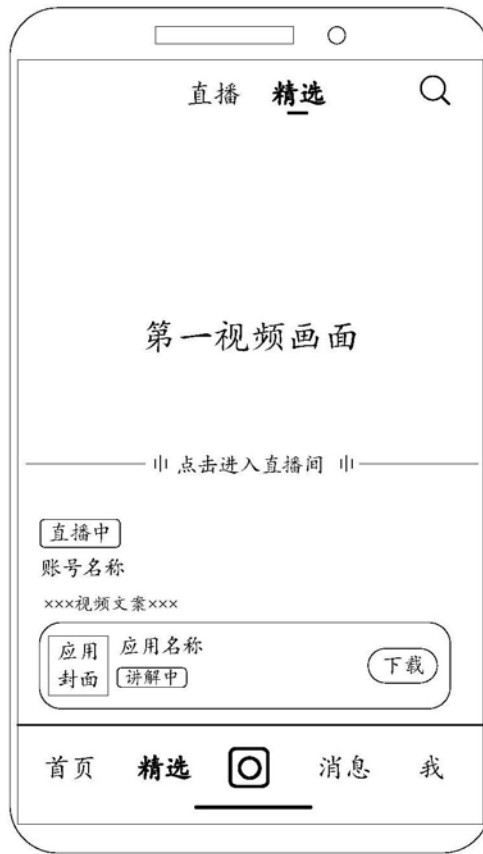 直播 精选
第一视频画面
点击进入直播间
直播中
账号名称
×××视频文案×××
应用封面
应用名称
讲解中
下载
首页 精选 消息 我